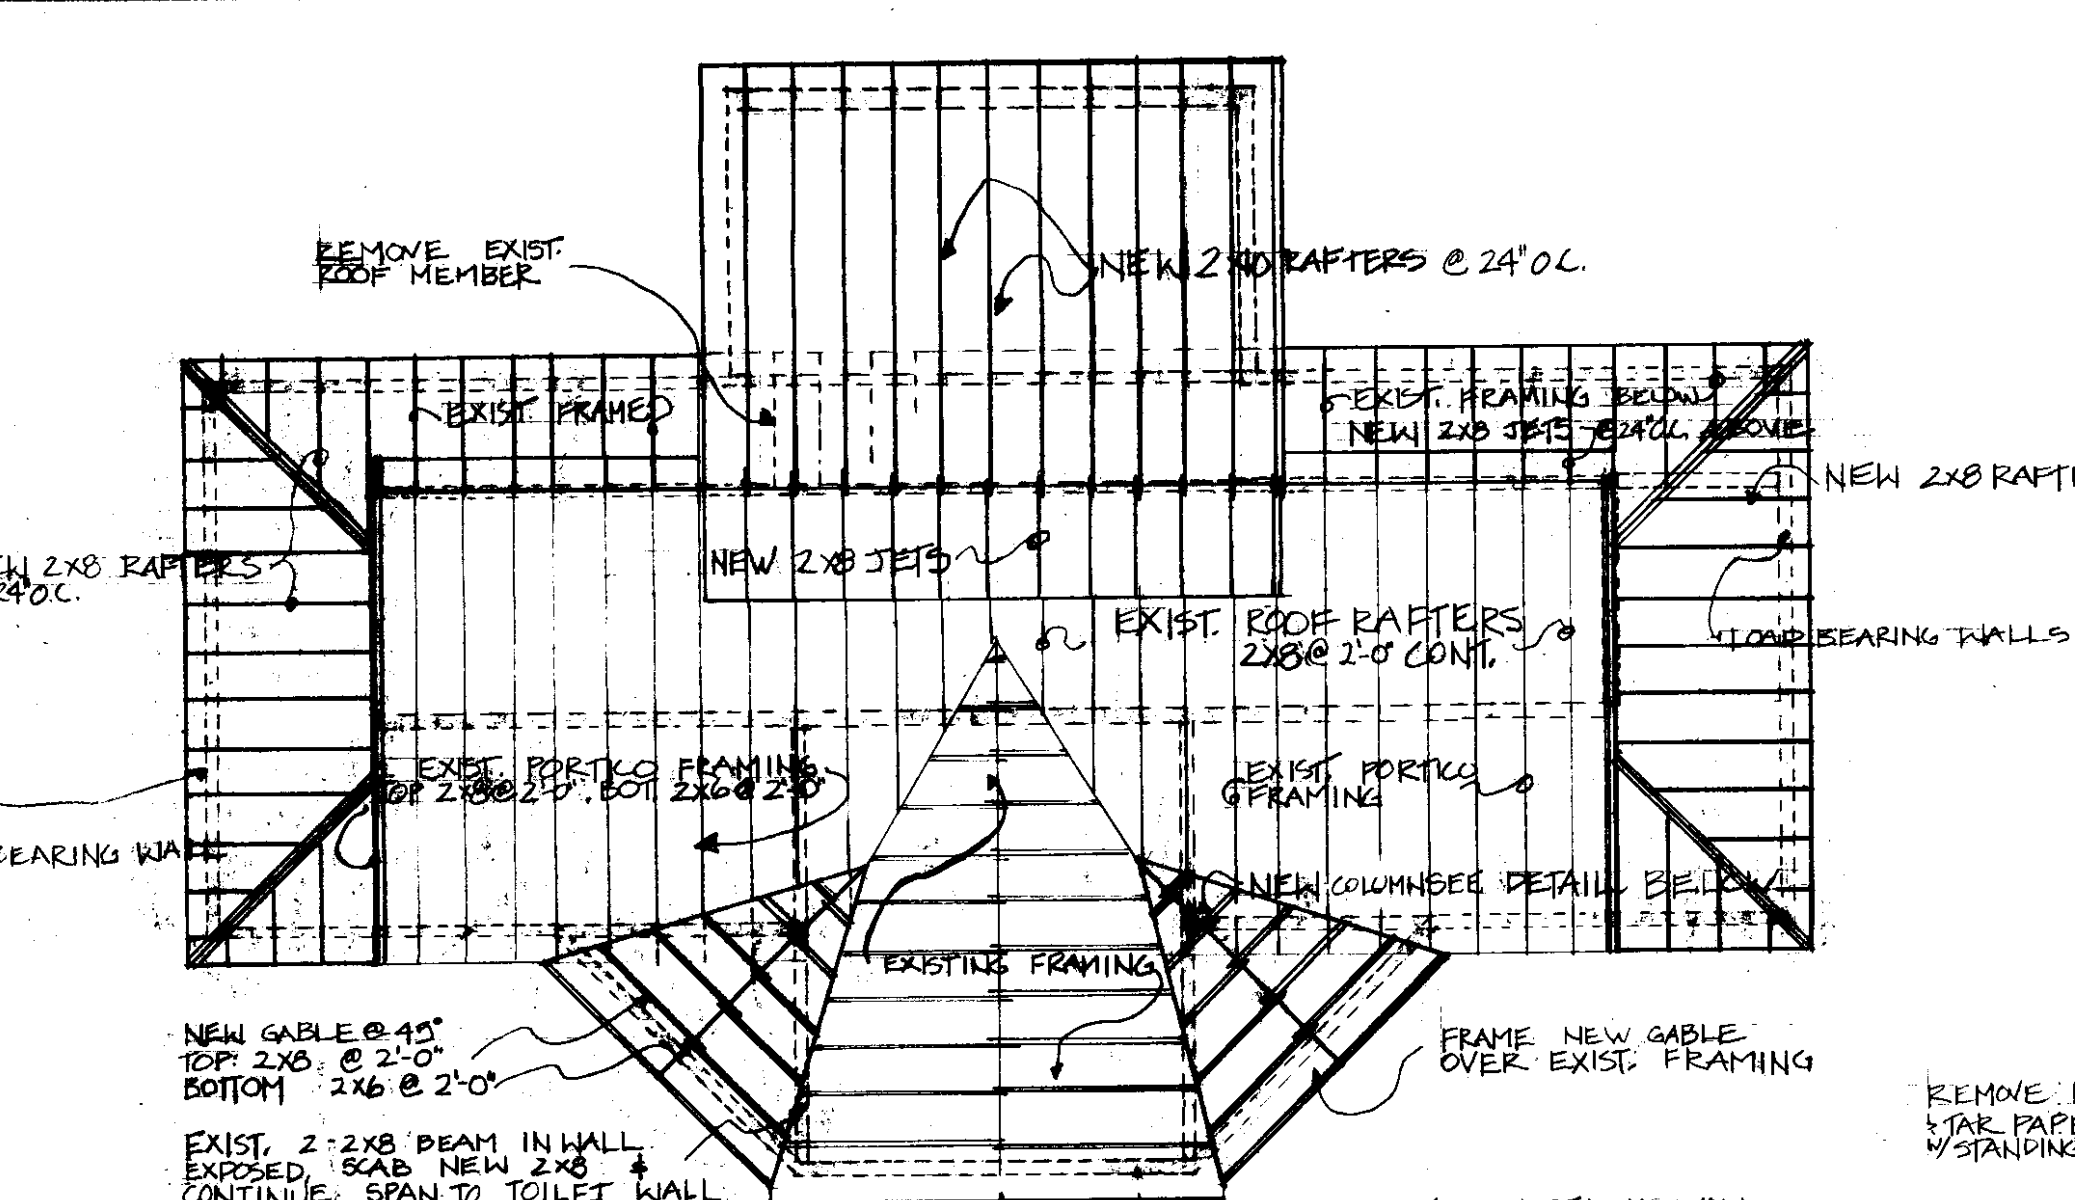 REMOVE EXIST.
ROOF MEMBER
NEW 2X10 RAFTERS @ 24" O.C.
EXIST. FRAMED
EXIST. FRAMING BELOW
NEW 2X8 JETS @ 24" O.C. ABOVE
NEW 2X8 RAFTE
2X8 RAFTERS
24" O.C.
NEW 2X8 JETS
EXIST. ROOF RAFTERS
2X8 @ 2'-0" CONT.
LOAD BEARING WALLS
EXIST. PORTICO FRAMING
TOP 2X8 @ 2'-0". BOT 2X6 @ 2'-0"
EXIST. PORTICO
FRAMING
BEARING WALL
NEW COLUMN SEE DETAIL BELOW
EXISTING FRAMING
NEW GABLE @ 45°
TOP: 2X8 @ 2'-0"
BOTTOM 2X6 @ 2'-0"
FRAME NEW GABLE
OVER EXIST. FRAMING
EXIST. 2-2X8 BEAM IN WALL
EXPOSED, SCAB NEW 2X8 &
CONTINUE SPAN TO TOILET WALL
REMOVE
& TAR PAPE
W/ STANDING